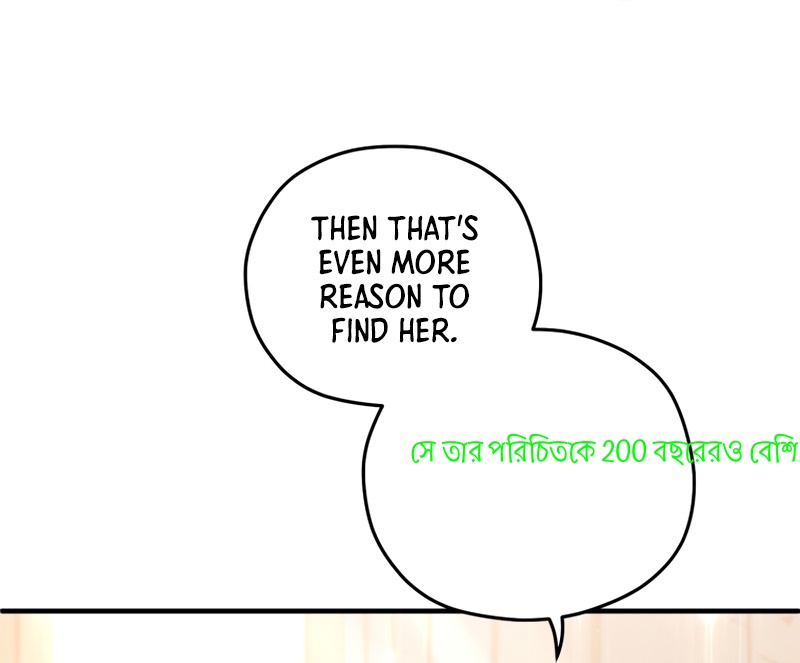 THEN THAT'S
EVEN MORE
REASON TO
FIND HER.
সে তার পরিচিতকে 200 বছরেরও বেশি